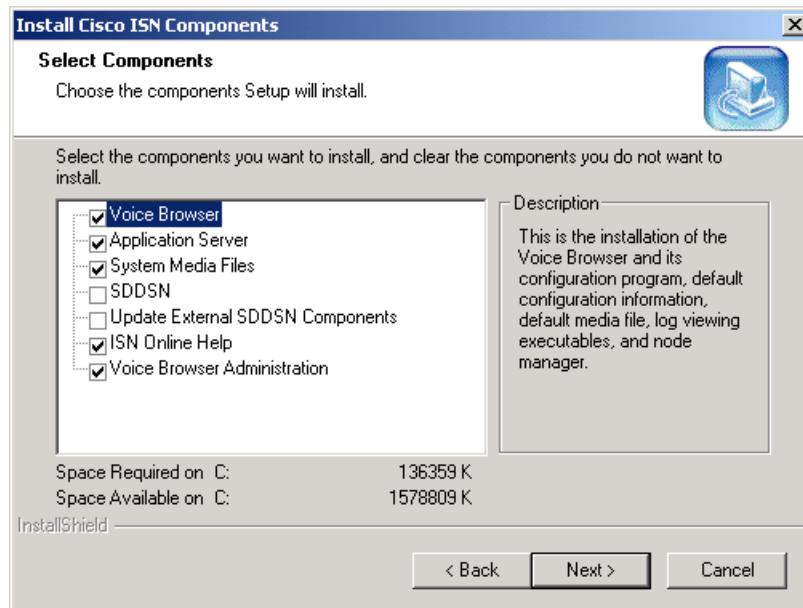 Install Cisco ISN Components
Select Components
Choose the components Setup will install.
Select the components you want to install, and clear the components you do not want to
install.
Voice Browser
Application Server
System Media Files
SDDSN
Update External SDDSN Components
ISN Online Help
Voice Browser Administration
Description
This is the installation of the
Voice Browser and its
configuration program, default
configuration information,
default media file, log viewing
executables, and node
manager.
Space Required on C: 136359 K
Space Available on C: 1578809 K
InstallShield
< Back Next > Cancel